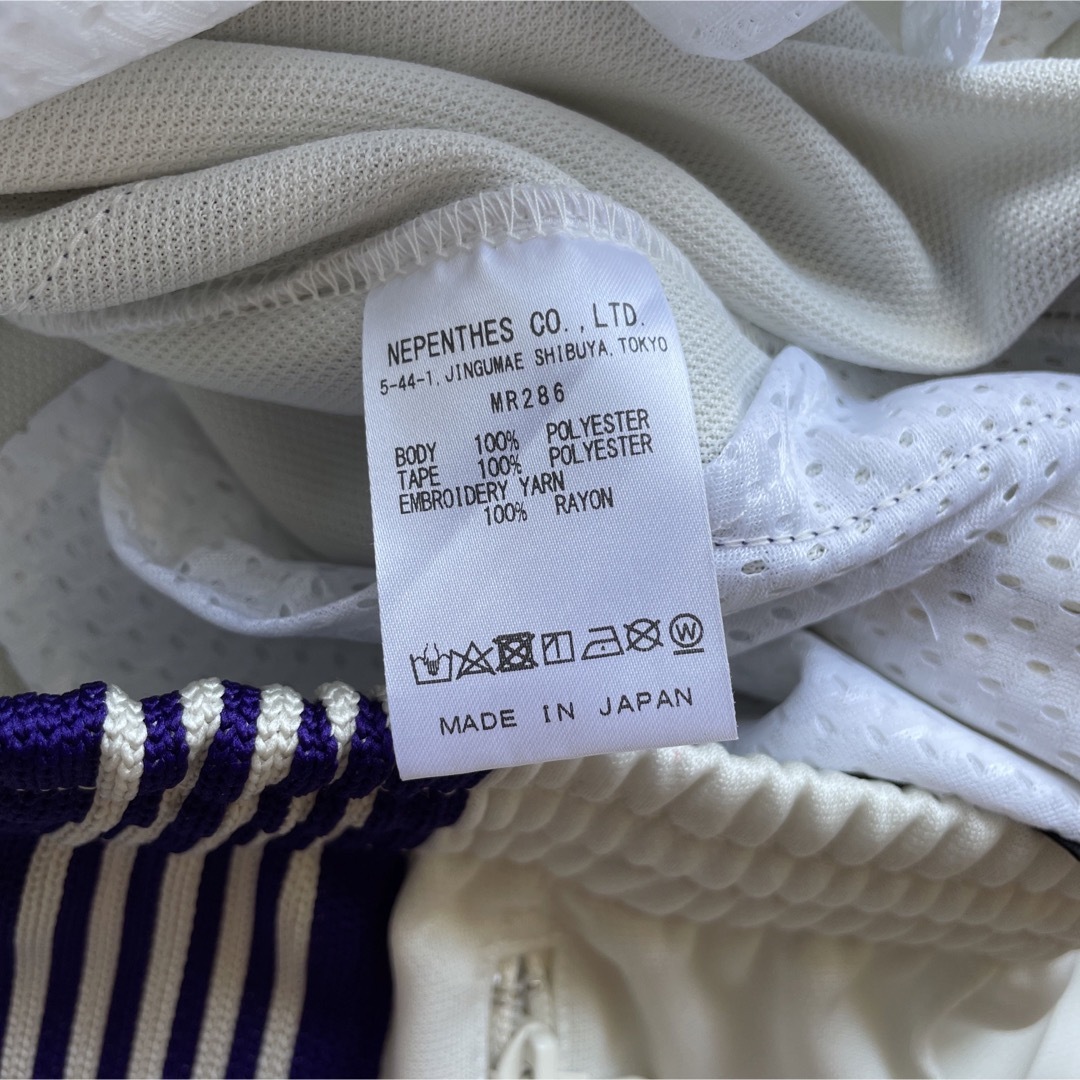 NEPENTHES CO.,LTD.
5-44-1, JINGUMAE SHIBUYA, TOKYO
MR286
BODY 100% POLYESTER
TAPE 100% POLYESTER
EMBROIDERY YARN
100% RAYON
W
MADE IN JAPAN